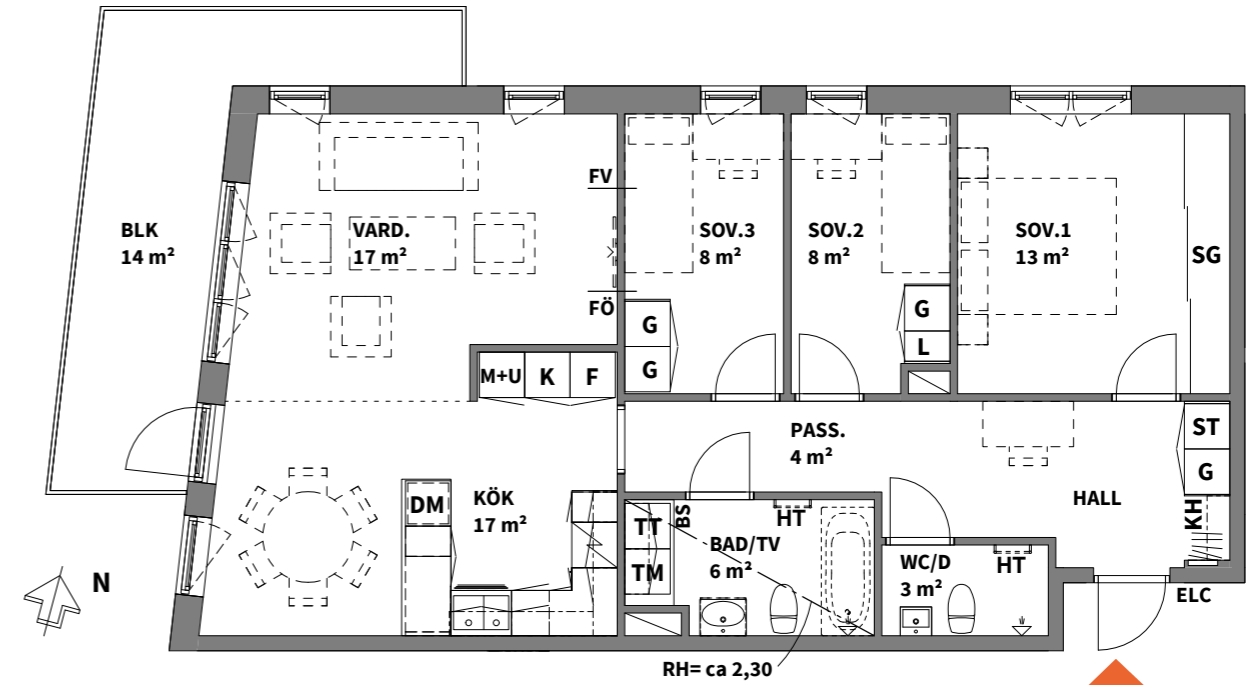 FV
BLK
14 m²
VARD.
17 m²
SOV.3
8 m²
SOV.2
8 m²
SOV.1
13 m²
SG
FÖ
G
G
G
L
M+U
K
F
PASS.
4 m²
ST
G
HALL
KH
DM
KÖK
17 m²
TT
TM
BS
HT
BAD/TV
6 m²
WC/D
3 m²
HT
N
ELC
RH= ca 2,30